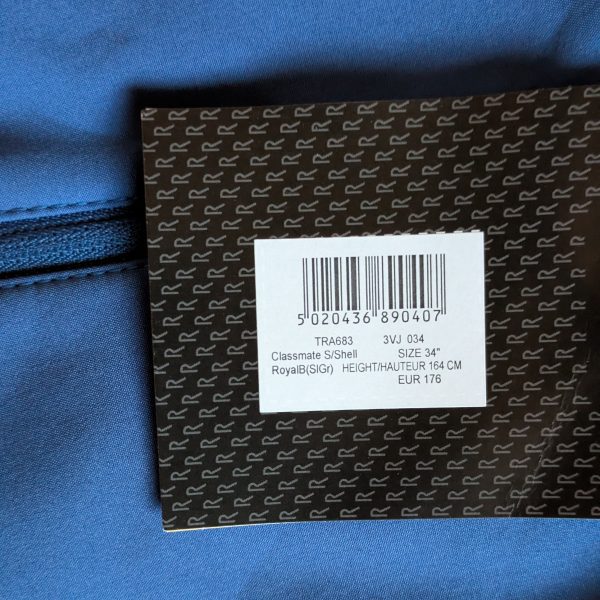 5 020436 890407
TRA683 3VJ 034
Classmate S/Shell SIZE 34"
RoyalB(SlGr) HEIGHT/HAUTEUR 164 CM
EUR 176